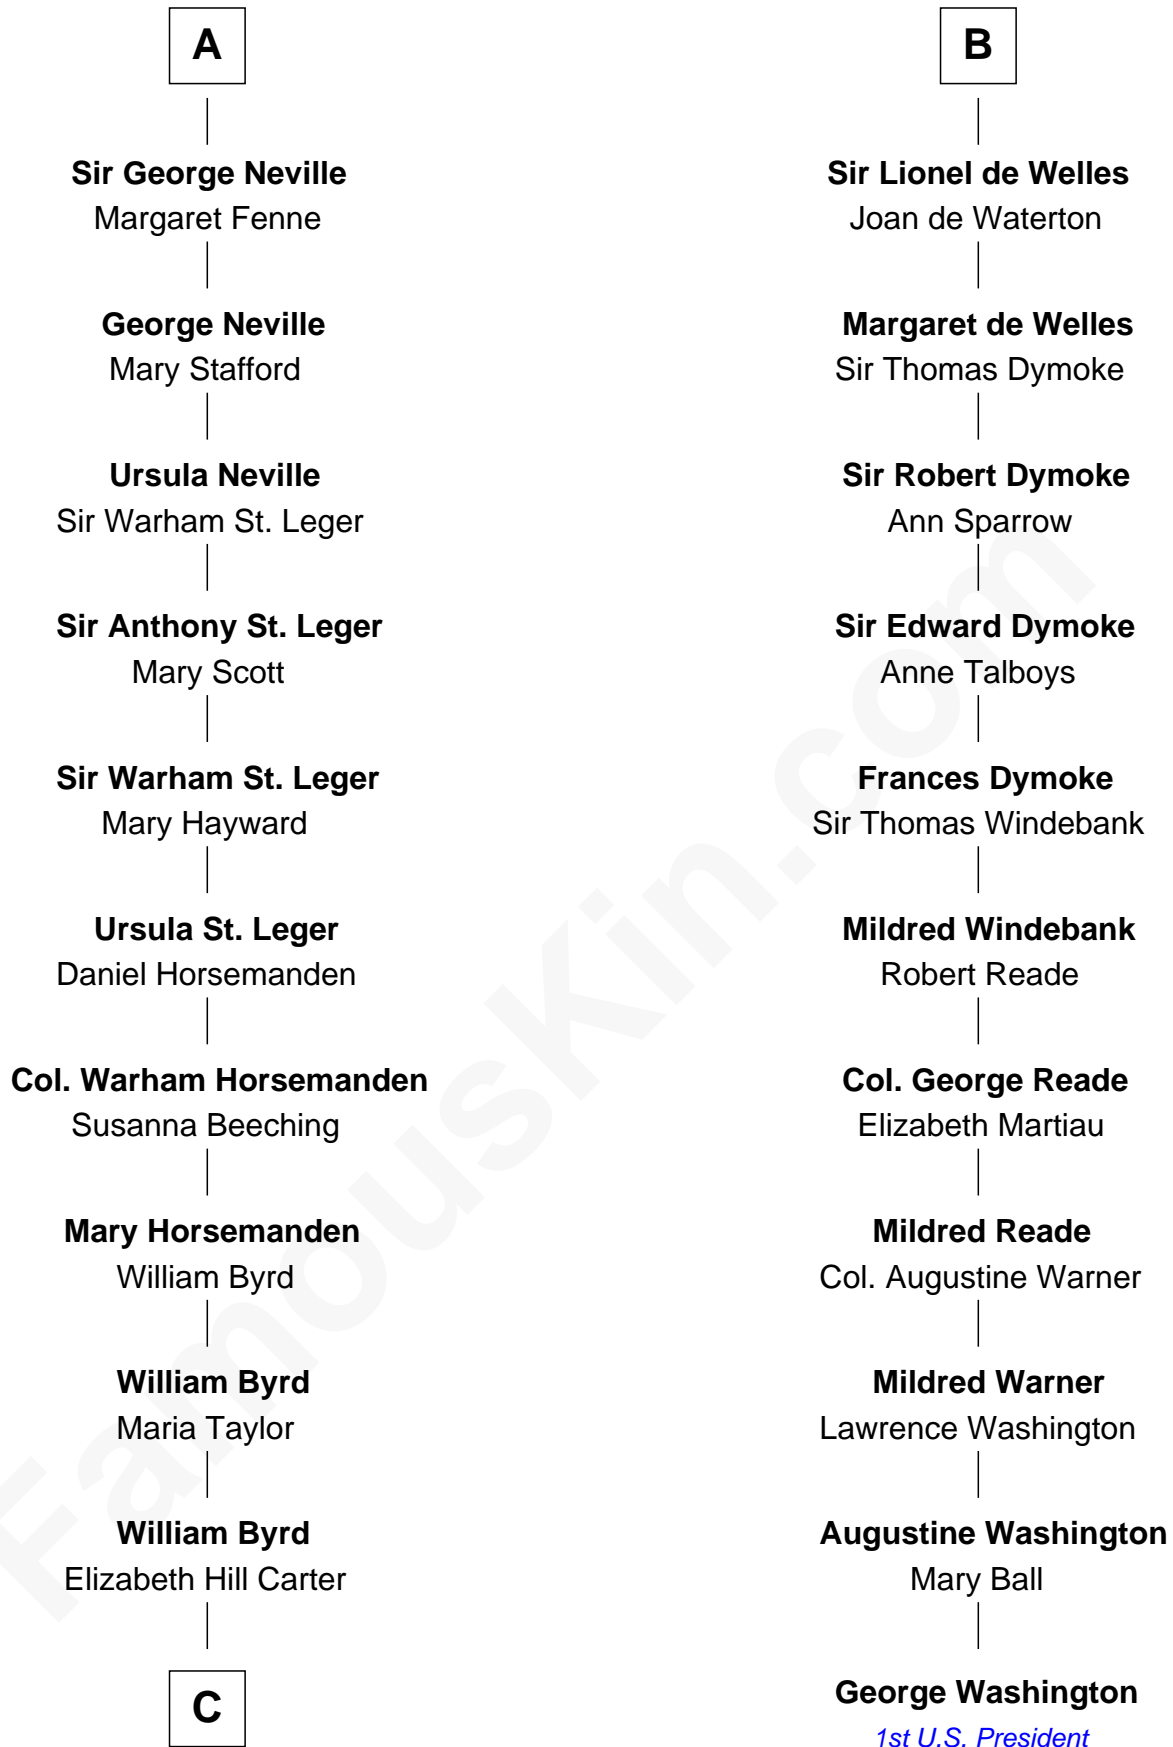 A
Sir George Neville
Margaret Fenne
George Neville
Mary Stafford
Ursula Neville
Sir Warham St. Leger
Sir Anthony St. Leger
Mary Scott
Sir Warham St. Leger
Mary Hayward
Ursula St. Leger
Daniel Horsemanden
Col. Warham Horsemanden
Susanna Beeching
Mary Horsemanden
William Byrd
William Byrd
Maria Taylor
William Byrd
Elizabeth Hill Carter
C
B
Sir Lionel de Welles
Joan de Waterton
Margaret de Welles
Sir Thomas Dymoke
Sir Robert Dymoke
Ann Sparrow
Sir Edward Dymoke
Anne Talboys
Frances Dymoke
Sir Thomas Windebank
Mildred Windebank
Robert Reade
Col. George Reade
Elizabeth Martiau
Mildred Reade
Col. Augustine Warner
Mildred Warner
Lawrence Washington
Augustine Washington
Mary Ball
George Washington
1st U.S. President
FamousKin.com